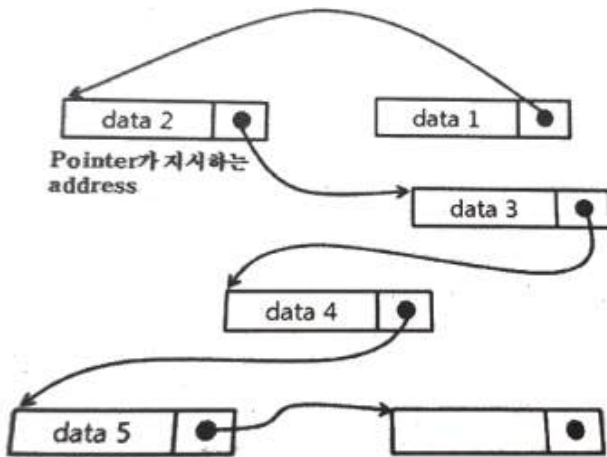 data 2
data 1
Pointer가 지시하는
address
data 3
data 4
data 5